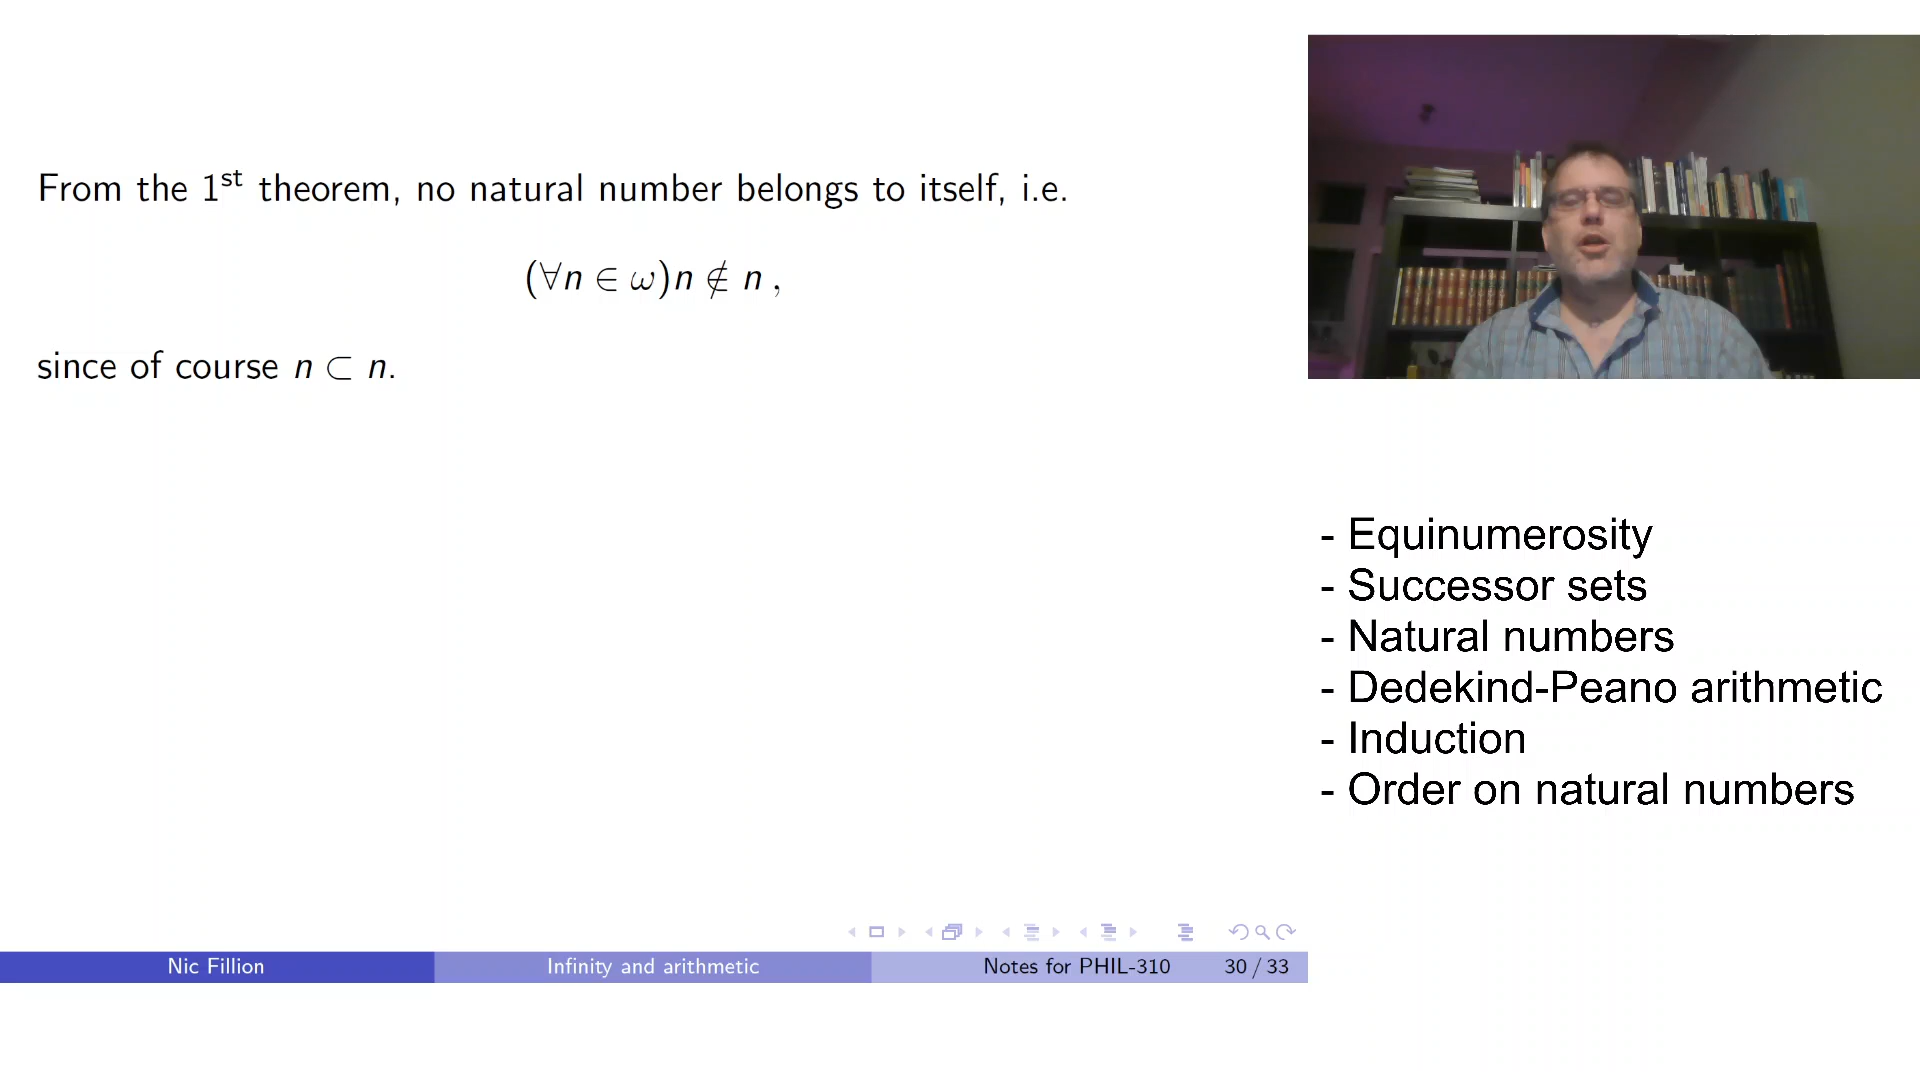 From the 1st theorem, no natural number belongs to itself, i.e.
(∀n ∈ ω)n ∉ n ,
since of course n ⊂ n.
- Equinumerosity
- Successor sets
- Natural numbers
- Dedekind-Peano arithmetic
- Induction
- Order on natural numbers
Nic Fillion Infinity and arithmetic Notes for PHIL-310 30 / 33